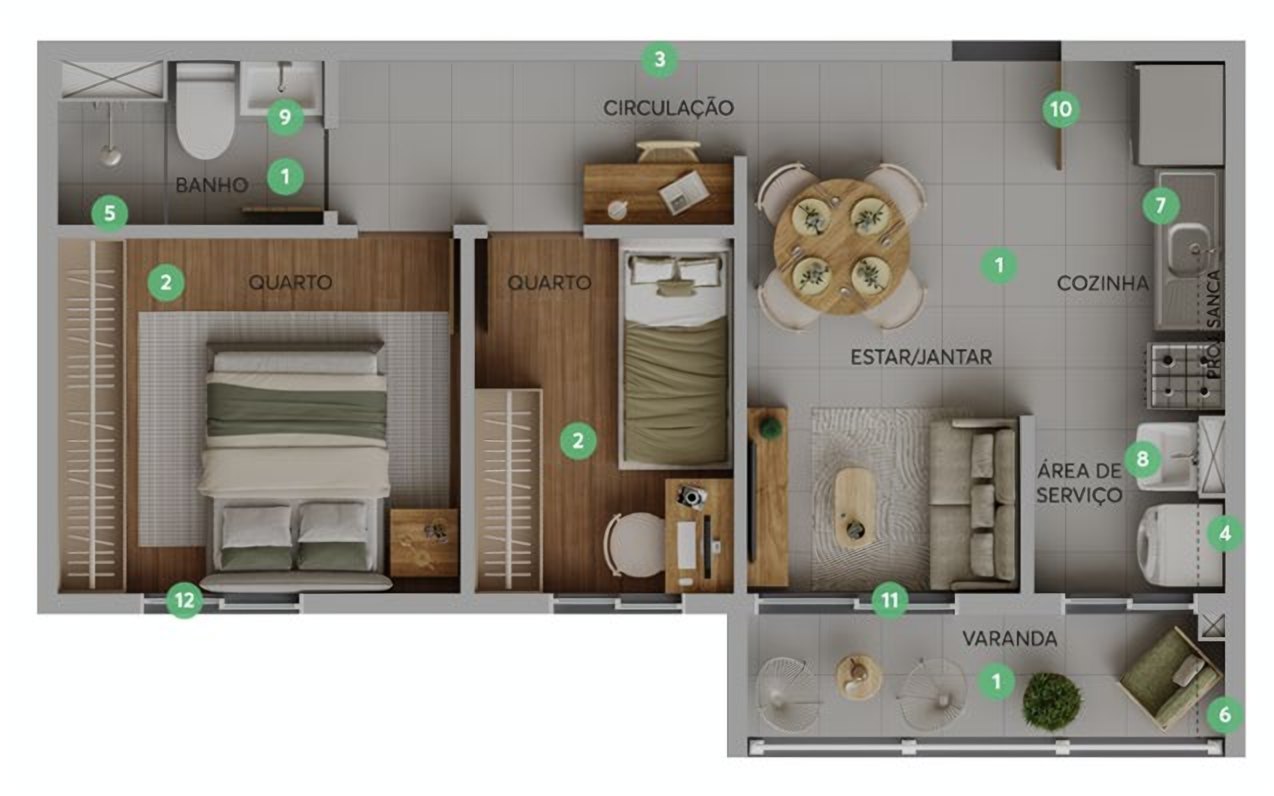 3
CIRCULAÇÃO
9
10
BANHO
1
5
7
2
QUARTO
QUARTO
1
COZINHA
PROJ. SANCA
ESTAR/JANTAR
2
8
ÁREA DE
SERVIÇO
4
12
11
VARANDA
1
6